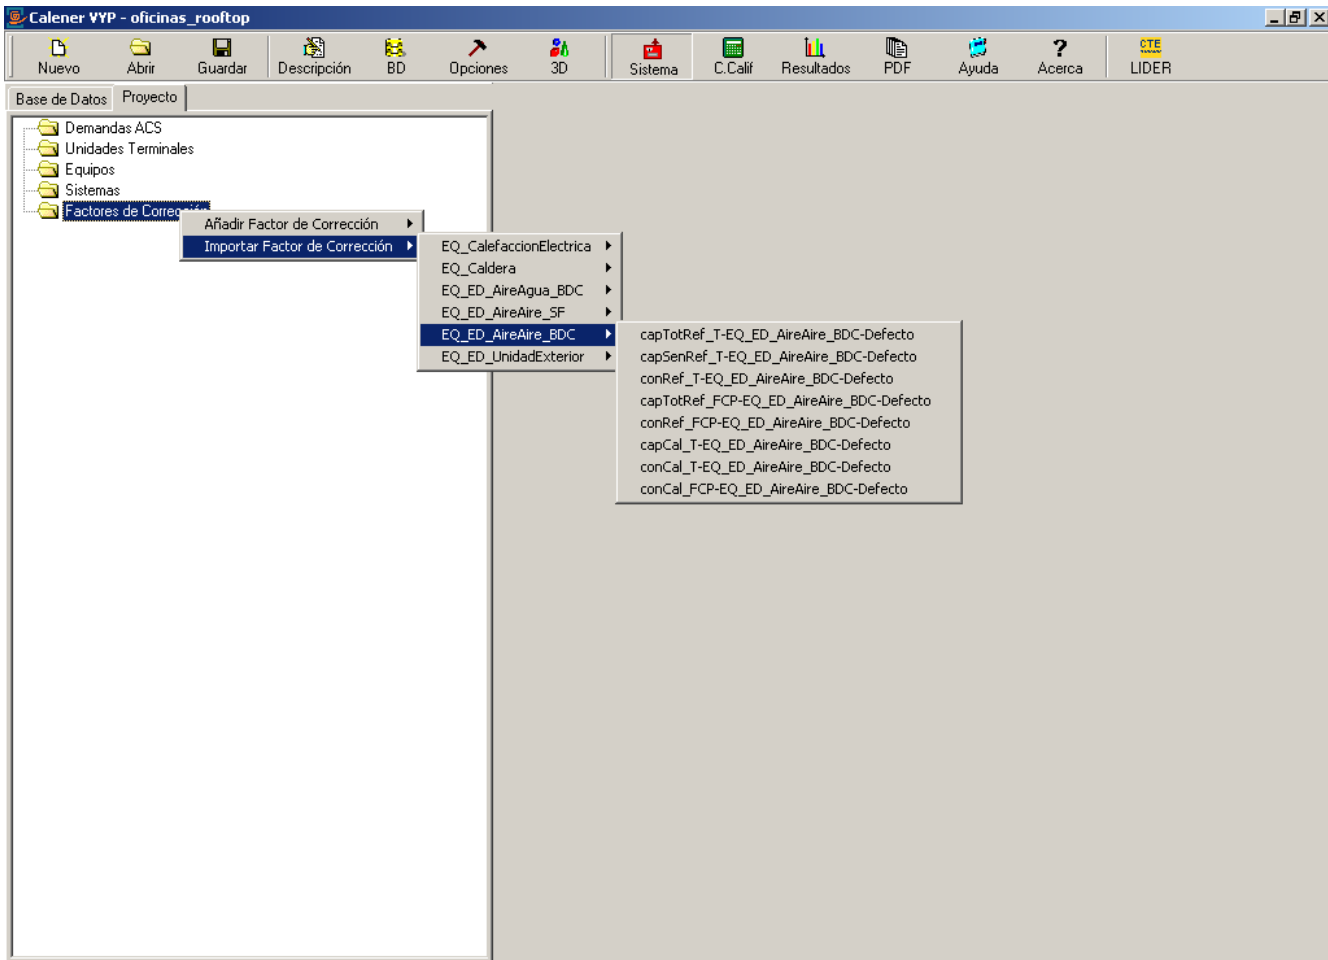 Calener VYP - oficinas_rooftop
Nuevo Abrir Guardar Descripción BD Opciones 3D Sistema C.Calif Resultados PDF Ayuda Acerca CTE LIDER
Base de Datos Proyecto
Demandas ACS
Unidades Terminales
Equipos
Sistemas
Factores de Corrección
Añadir Factor de Corrección
Importar Factor de Corrección
EQ_CalefaccionElectrica
EQ_Caldera
EQ_ED_AireAgua_BDC
EQ_ED_AireAire_SF
EQ_ED_AireAire_BDC
EQ_ED_UnidadExterior
capTotRef_T-EQ_ED_AireAire_BDC-Defecto
capSenRef_T-EQ_ED_AireAire_BDC-Defecto
conRef_T-EQ_ED_AireAire_BDC-Defecto
capTotRef_FCP-EQ_ED_AireAire_BDC-Defecto
conRef_FCP-EQ_ED_AireAire_BDC-Defecto
capCal_T-EQ_ED_AireAire_BDC-Defecto
conCal_T-EQ_ED_AireAire_BDC-Defecto
conCal_FCP-EQ_ED_AireAire_BDC-Defecto